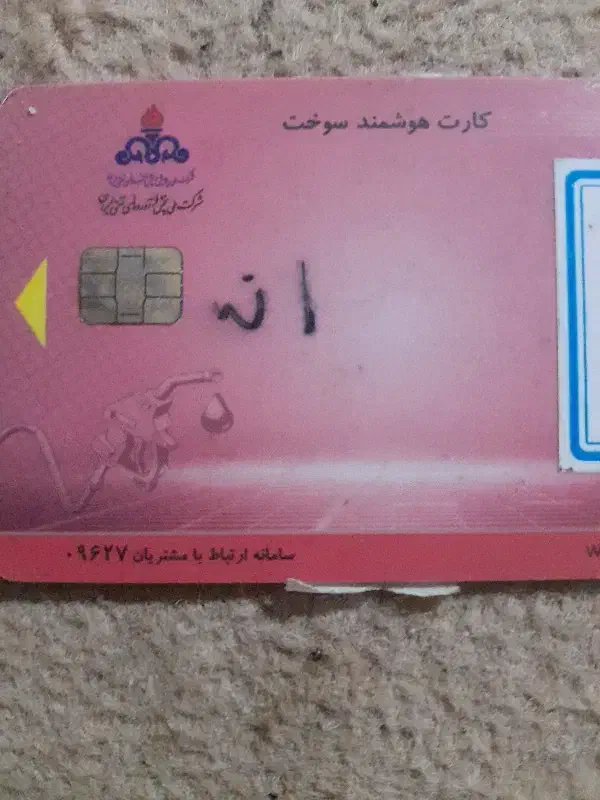 کارت هوشمند سوخت
شرکت ملی پخش فرآورده‌های نفتی ایران
سامانه ارتباط با مشتریان ۰۹۶۲۷
W